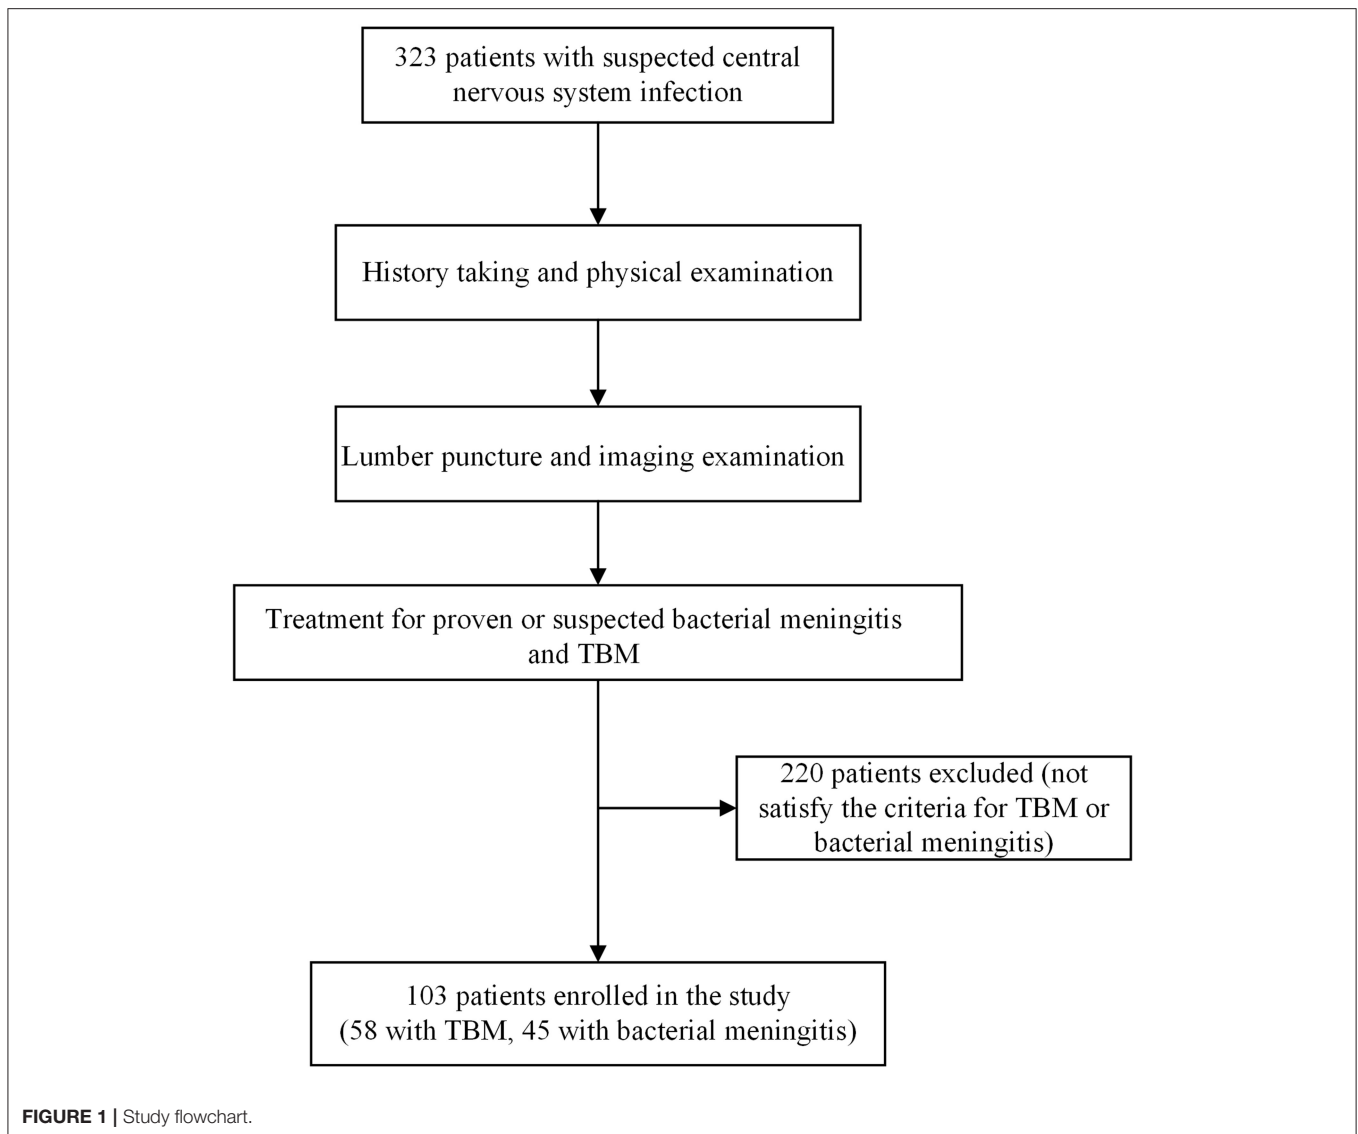 323 patients with suspected central
nervous system infection
History taking and physical examination
Lumber puncture and imaging examination
Treatment for proven or suspected bacterial meningitis
and TBM
220 patients excluded (not
satisfy the criteria for TBM or
bacterial meningitis)
103 patients enrolled in the study
(58 with TBM, 45 with bacterial meningitis)
FIGURE 1 | Study flowchart.